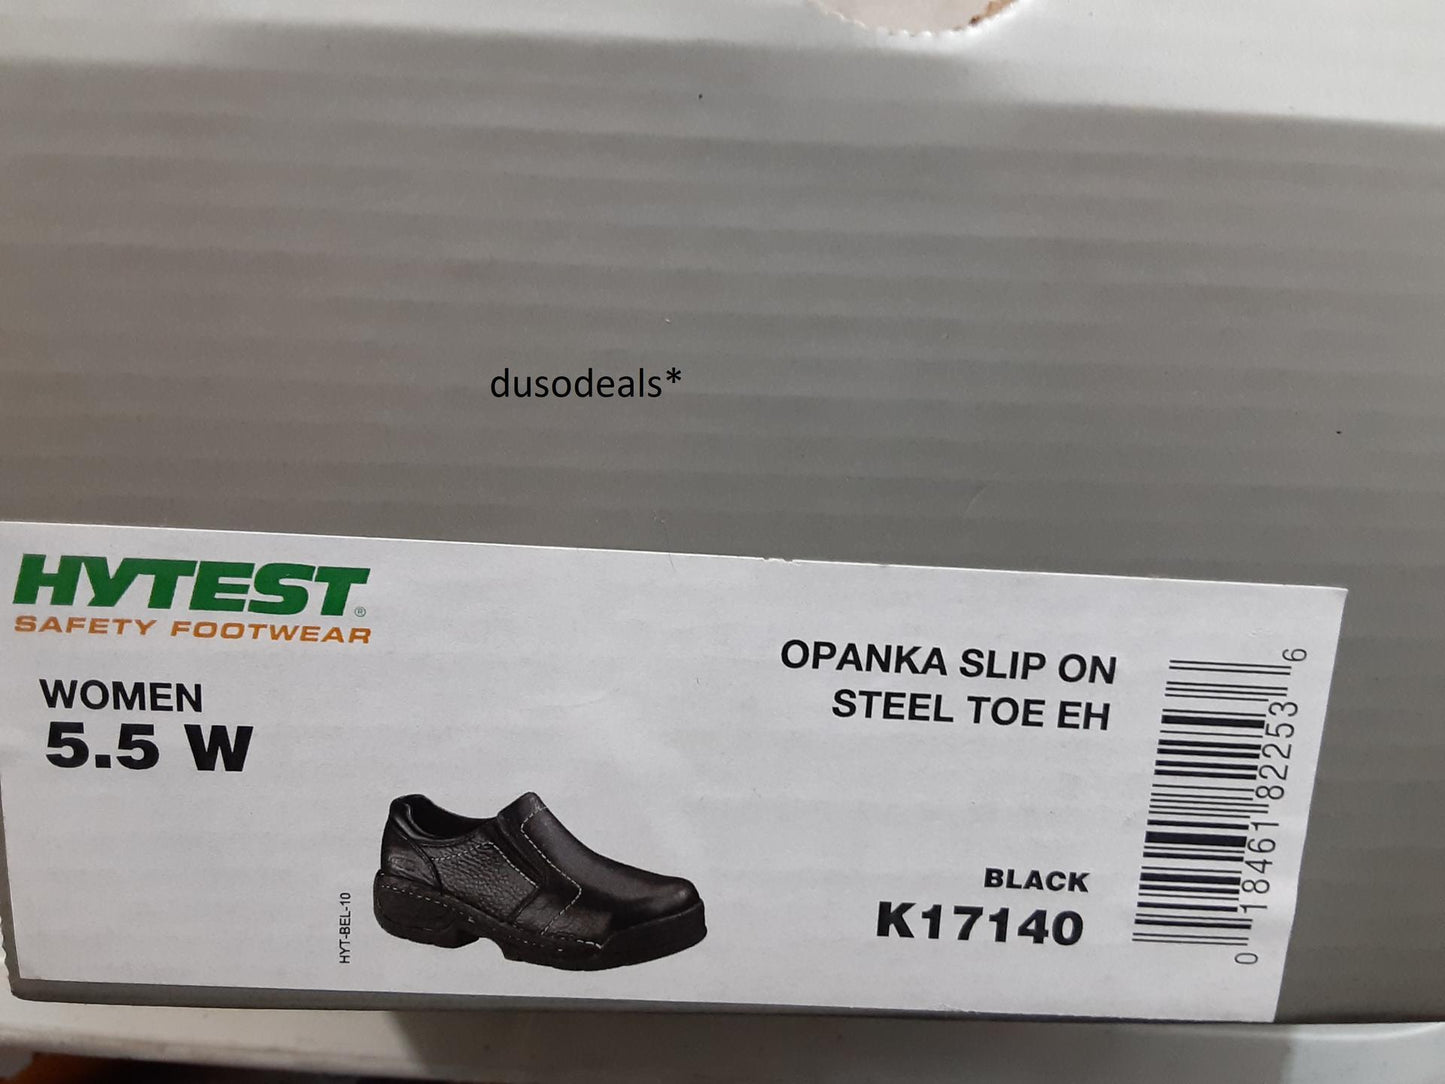 dusodeals*
HYTEST®
SAFETY FOOTWEAR
WOMEN
5.5 W
OPANKA SLIP ON
STEEL TOE EH
HYT-BEL-10
BLACK
K17140
0 18461 82253 6